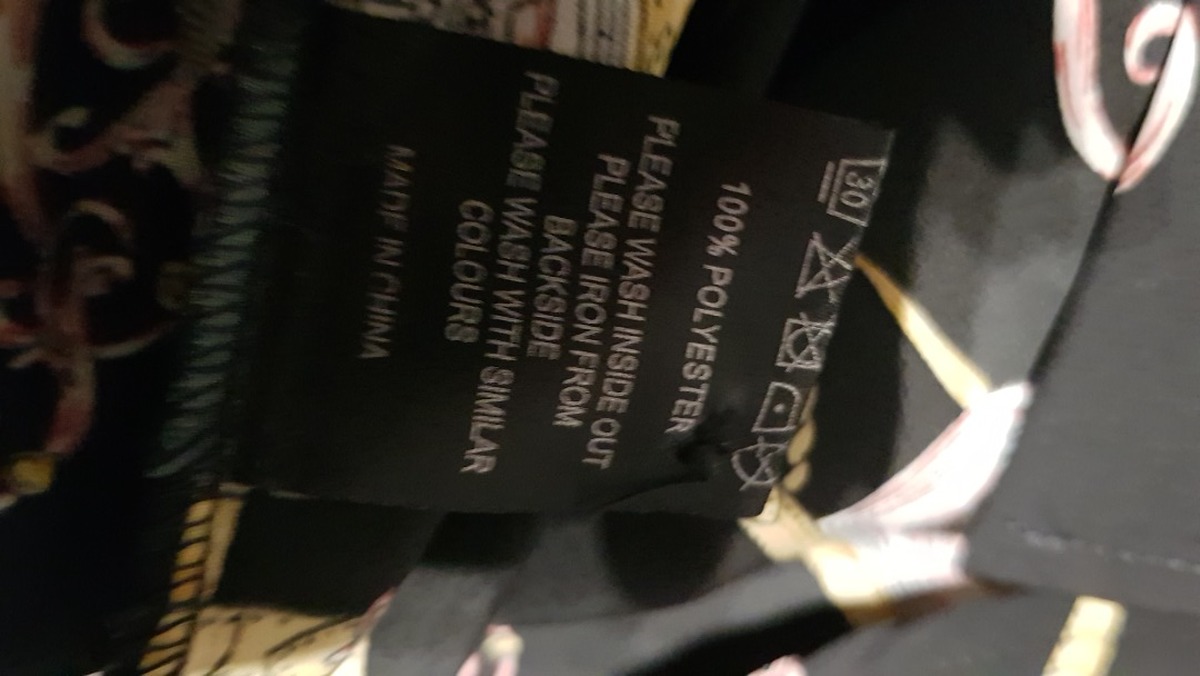 30
100% POLYESTER
PLEASE WASH INSIDE OUT
PLEASE IRON FROM
BACKSIDE
PLEASE WASH WITH SIMILAR
COLOURS
MADE IN CHINA